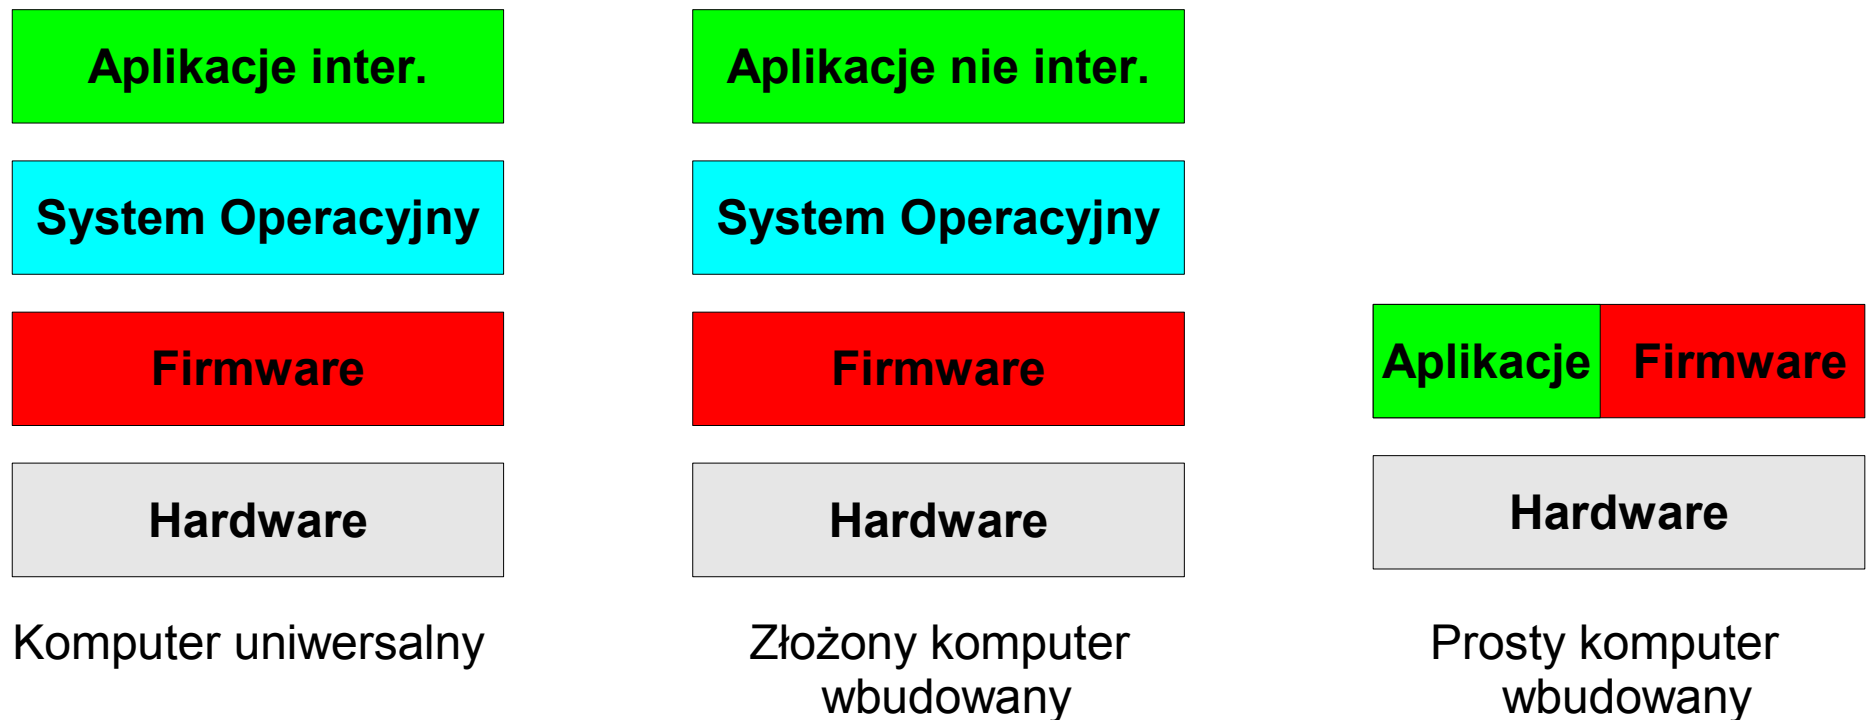 Aplikacje inter.
System Operacyjny
Firmware
Hardware
Komputer uniwersalny
Aplikacje nie inter.
System Operacyjny
Firmware
Hardware
Złożony komputer
wbudowany
Aplikacje
Firmware
Hardware
Prosty komputer
wbudowany